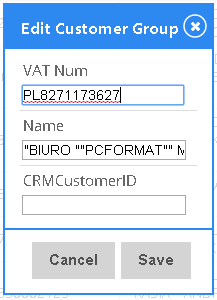 Edit Customer Group
VAT Num
PL8271173627
Name
"BIURO ""PCFORMAT"" M
CRMCustomerID
Cancel Save